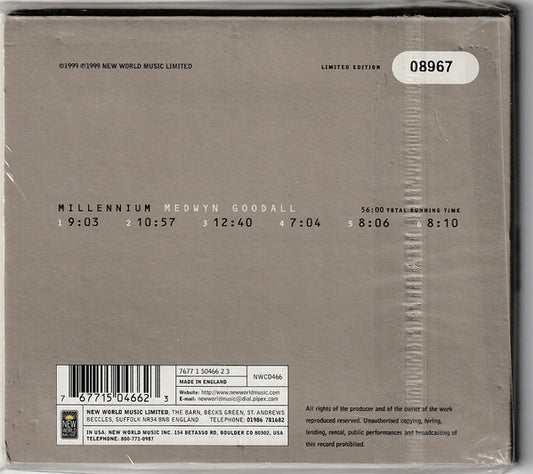 ©1999 ℗1999 NEW WORLD MUSIC LIMITED
LIMITED EDITION 08967
MILLENNIUM MEDWYN GOODALL 56:00 TOTAL RUNNING TIME
1 9:03 2 10:57 3 12:40 4 7:04 5 8:06 6 8:10
7677 1 50466 2 3 NWCD466
MADE IN ENGLAND
Website: http://www.newworldmusic.com
E-mail: newworldmusic@dial.pipex.com
7 67715 04662 3
NEW WORLD MUSIC LIMITED, THE BARN, BECKS GREEN, ST. ANDREWS
BECCLES, SUFFOLK NR34 8NB ENGLAND TELEPHONE: 01986 781682
IN USA: NEW WORLD MUSIC INC. 154 BETASSO RD, BOULDER CO 80302, USA
TELEPHONE: 800-771-0987
All rights of the producer and of the owner of the work
reproduced reserved. Unauthorised copying, hiring,
lending, rental, public performances and broadcasting of
this record prohibited.